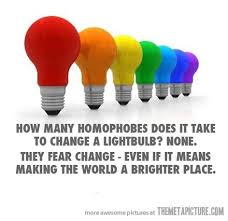 HOW MANY HOMOPHOBES DOES IT TAKE
TO CHANGE A LIGHTBULB? NONE.
THEY FEAR CHANGE - EVEN IF IT MEANS
MAKING THE WORLD A BRIGHTER PLACE.
more awesome pictures at THEMETAPICTURE.COM